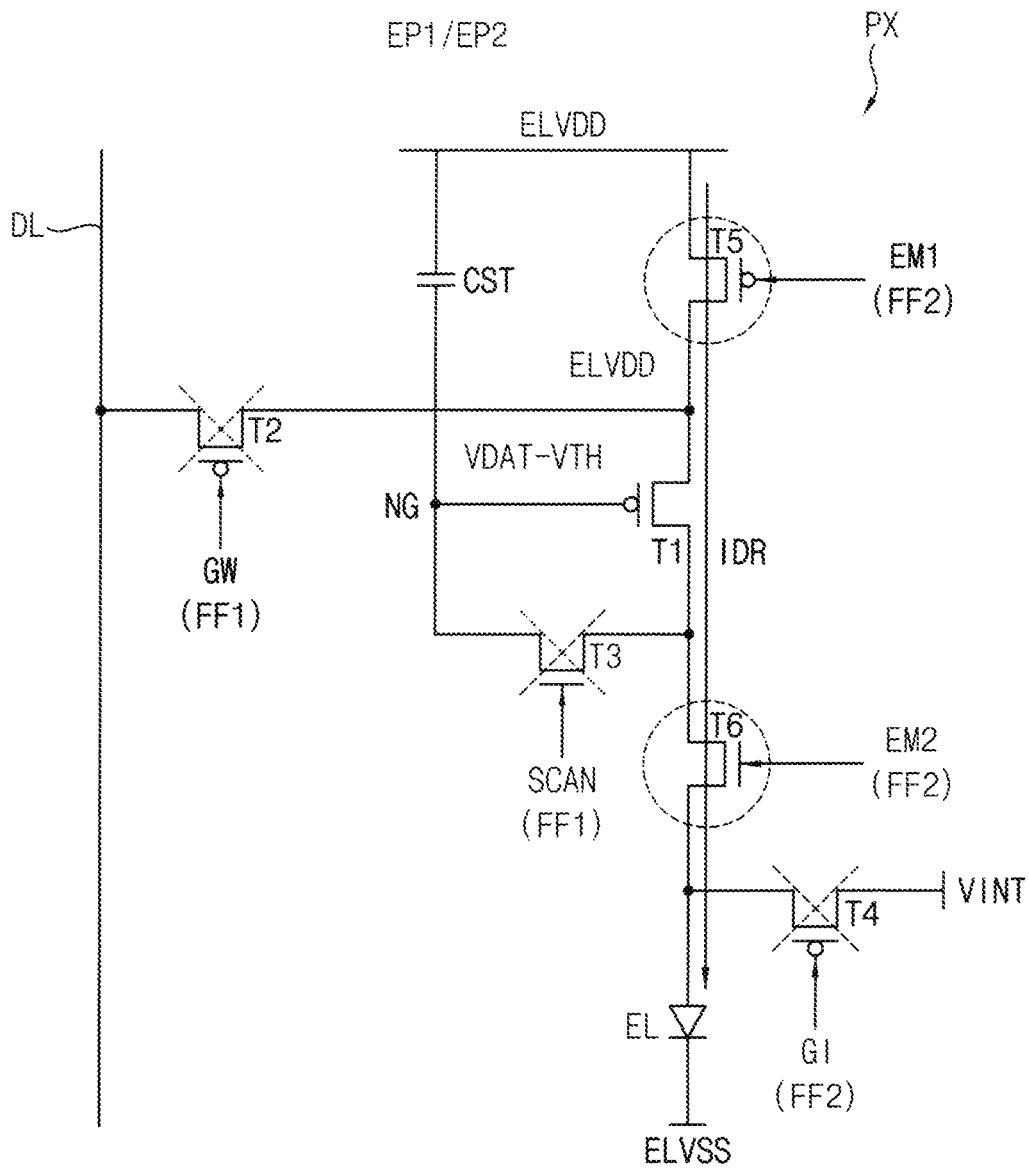 EP1/EP2
PX
ELVDD
DL
T5
CST
EM1
(FF2)
ELVDD
T2
VDAT-VTH
NG
T1
IDR
GW
(FF1)
T3
T6
EM2
(FF2)
SCAN
(FF1)
T4
VINT
EL
GI
(FF2)
ELVSS